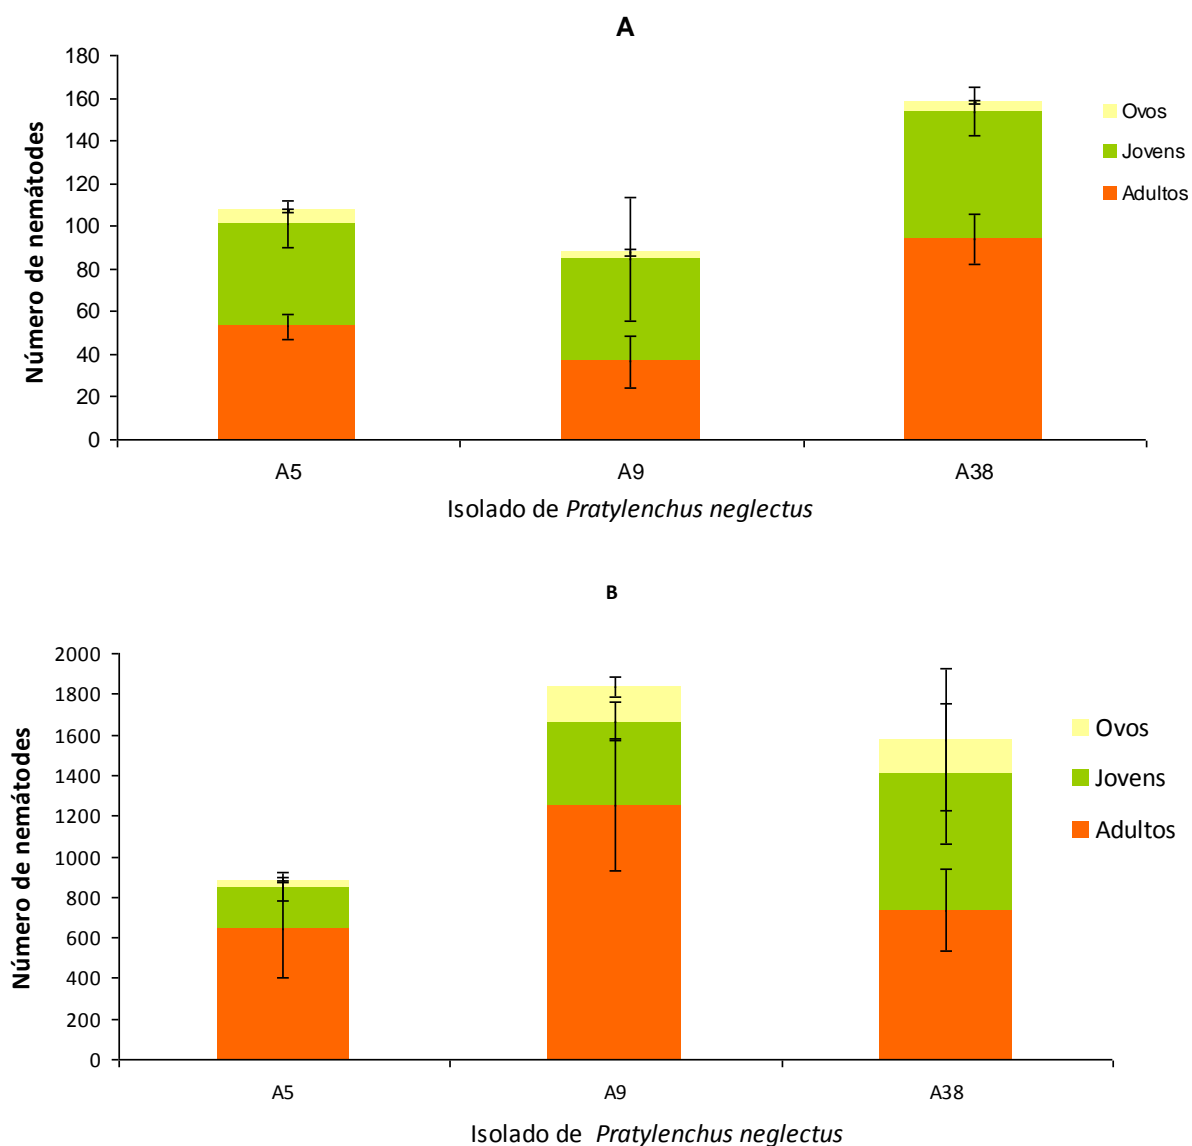 A
Número de nemátodes
180
160
140
120
100
80
60
40
20
0
A5
A9
A38
Isolado de Pratylenchus neglectus
Ovos
Jovens
Adultos
B
Número de nemátodes
2000
1800
1600
1400
1200
1000
800
600
400
200
0
A5
A9
A38
Isolado de Pratylenchus neglectus
Ovos
Jovens
Adultos